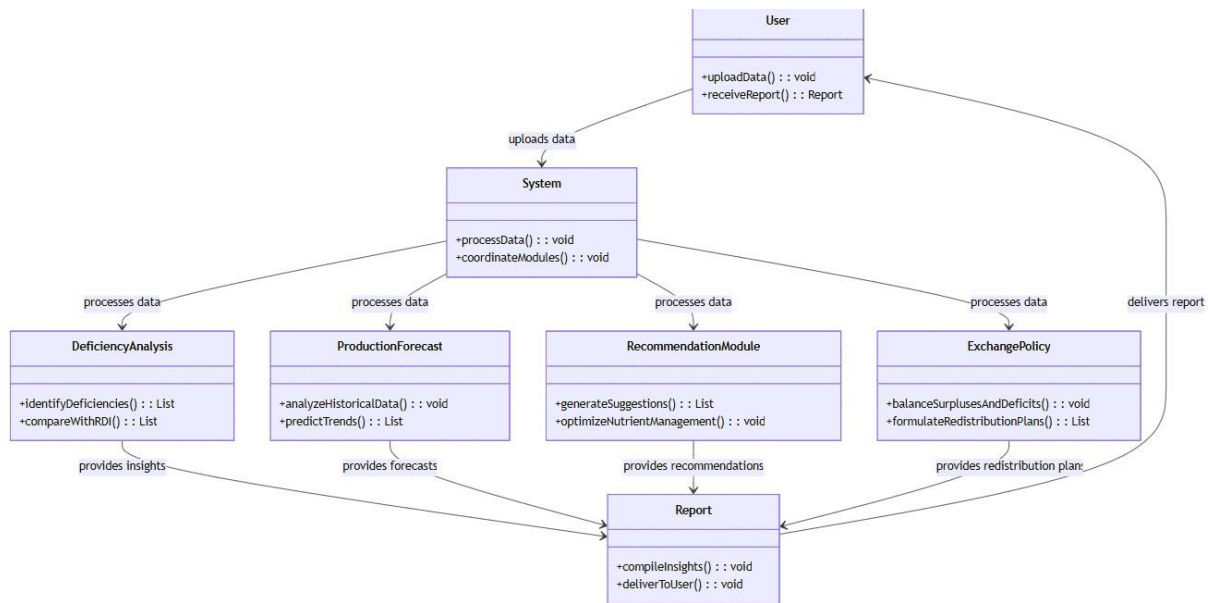 User
+uploadData() : : void
+receiveReport() : : Report
uploads data
System
+processData() : : void
+coordinateModules() : : void
processes data
processes data
processes data
processes data
delivers report
DeficiencyAnalysis
+identifyDeficiencies() : : List
+compareWithRDI() : : List
ProductionForecast
+analyzeHistoricalData() : : void
+predictTrends() : : List
RecommendationModule
+generateSuggestions() : : List
+optimizeNutrientManagement() : : void
ExchangePolicy
+balanceSurplusesAndDeficits() : : void
+formulateRedistributionPlans() : : List
provides insights
provides forecasts
provides recommendations
provides redistribution plans
Report
+compileInsights() : : void
+deliverToUser() : : void